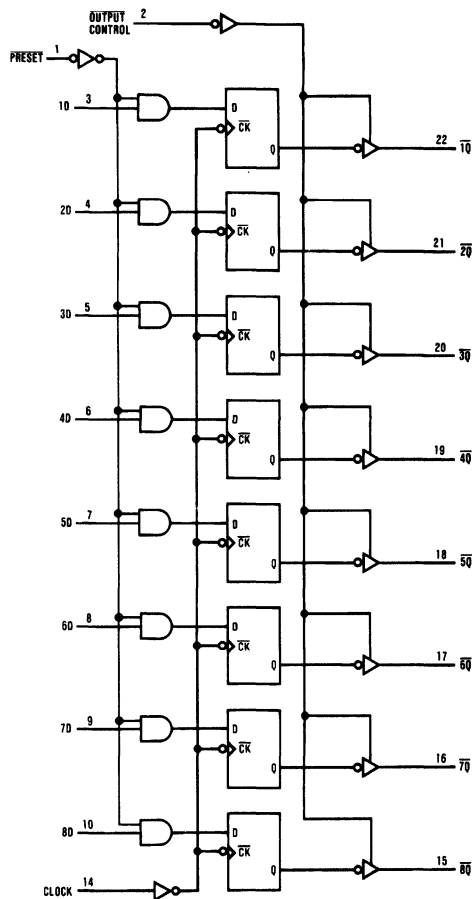 OUTPUT CONTROL 2
PRESET 1
1D 3 D CK Q 22 1Q
2D 4 D CK Q 21 2Q
3D 5 D CK Q 20 3Q
4D 6 D CK Q 19 4Q
5D 7 D CK Q 18 5Q
6D 8 D CK Q 17 6Q
7D 9 D CK Q 16 7Q
8D 10 D CK Q 15 8Q
CLOCK 14